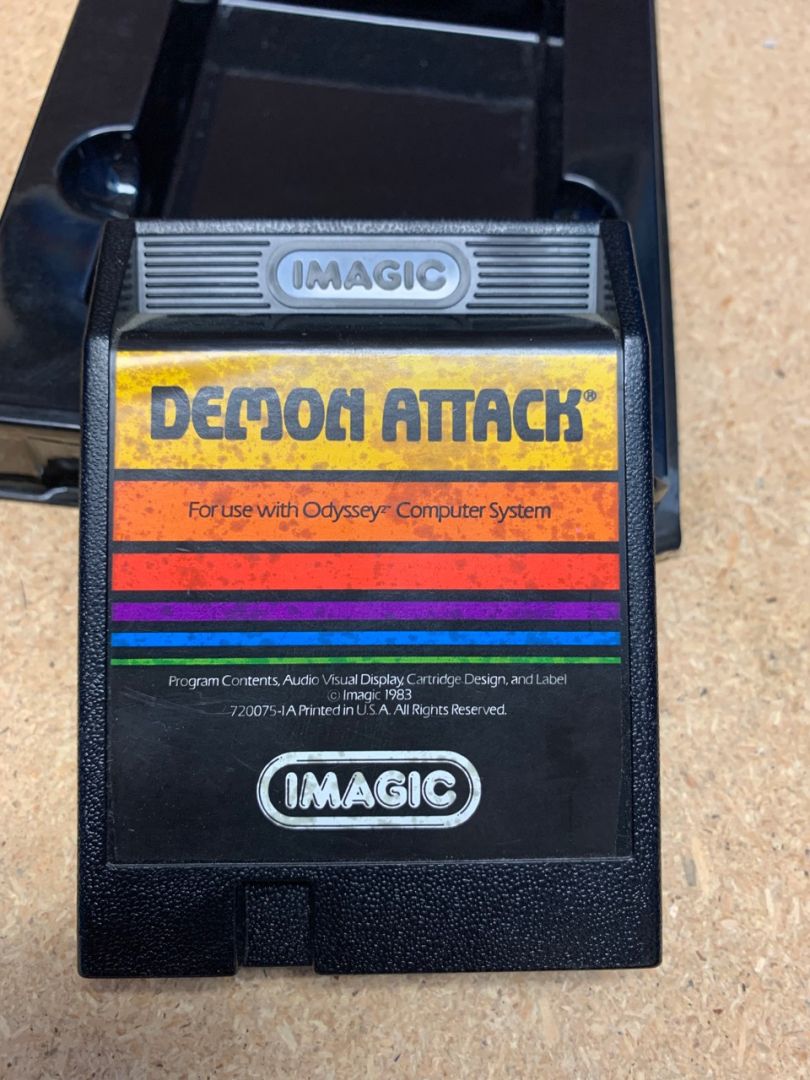 IMAGIC
DEMON ATTACK®
For use with Odyssey²™ Computer System
Program Contents, Audio Visual Display, Cartridge Design, and Label
© Imagic 1983
720075-1A Printed in U.S.A. All Rights Reserved.
IMAGIC